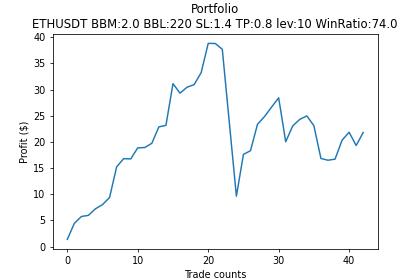 Portfolio
ETHUSDT BBM:2.0 BBL:220 SL:1.4 TP:0.8 lev:10 WinRatio:74.0
40
35
30
25
20
15
10
5
0
Profit ($)
0 10 20 30 40
Trade counts